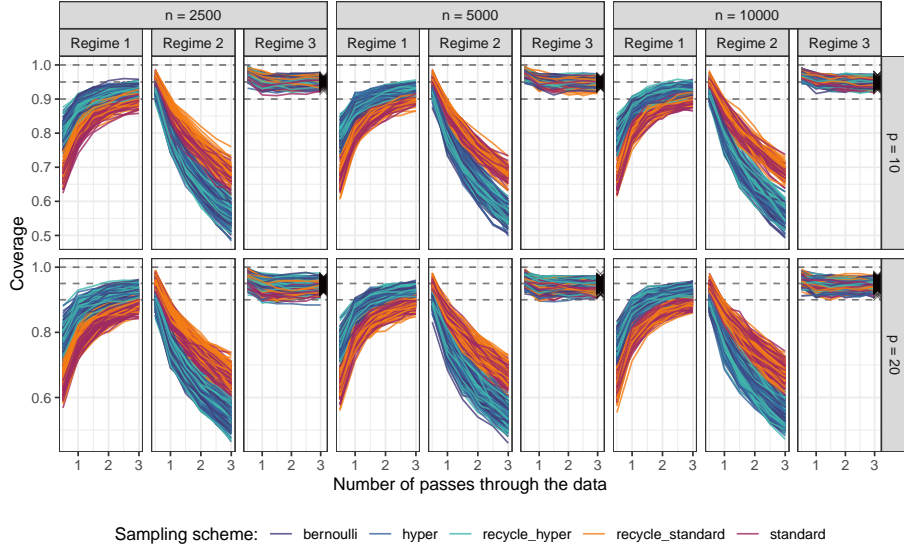 n = 2500 n = 5000 n = 10000
Regime 1 Regime 2 Regime 3 Regime 1 Regime 2 Regime 3 Regime 1 Regime 2 Regime 3
1.0
0.9
0.8
0.7
0.6
0.5
p = 10
Coverage
1.0
0.8
0.6
p = 20
1 2 3 1 2 3 1 2 3 1 2 3 1 2 3 1 2 3 1 2 3 1 2 3 1 2 3
Number of passes through the data
Sampling scheme: bernoulli hyper recycle_hyper recycle_standard standard